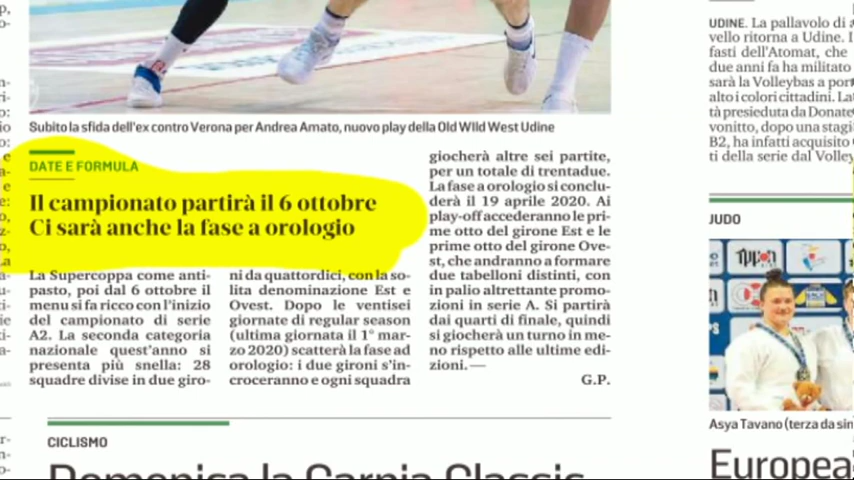 Subito la sfida dell'ex contro Verona per Andrea Amato, nuovo play della Old Wild West Udine
DATE E FORMULA
Il campionato partirà il 6 ottobre
Ci sarà anche la fase a orologio
La Supercoppa come anti-
pasto, poi dal 6 ottobre il
menu si fa ricco con l'inizio
del campionato di serie
A2. La seconda categoria
nazionale quest'anno si
presenta più snella: 28
squadre divise in due giro-
ni da quattordici, con la so-
lita denominazione Est e
Ovest. Dopo le ventisei
giornate di regular season
(ultima giornata il 1° mar-
zo 2020) scatterà la fase ad
orologio: i due gironi s'in-
croceranno e ogni squadra
giocherà altre sei partite,
per un totale di trentadue.
La fase a orologio si conclu-
derà il 19 aprile 2020. Ai
play-off accederanno le pri-
me otto del girone Est e le
prime otto del girone Ove-
st, che andranno a formare
due tabelloni distinti, con
in palio altrettante promo-
zioni in serie A. Si partirà
dai quarti di finale, quindi
si giocherà un turno in me-
no rispetto alle ultime edi-
zioni.—
G.P.
CICLISMO
Domenica la Carnia Classic
UDINE. La pallavolo di
vello ritorna a Udine.
fasti dell'Atomat, che
due anni fa ha militato
sarà la Volleybas a por
alto i colori cittadini. La
tà presieduta da Donat
vonitto, dopo una stagi
B2, ha infatti acquisito
ti della serie dal Volley
JUDO
Asya Tavano (terza da sin
Europea